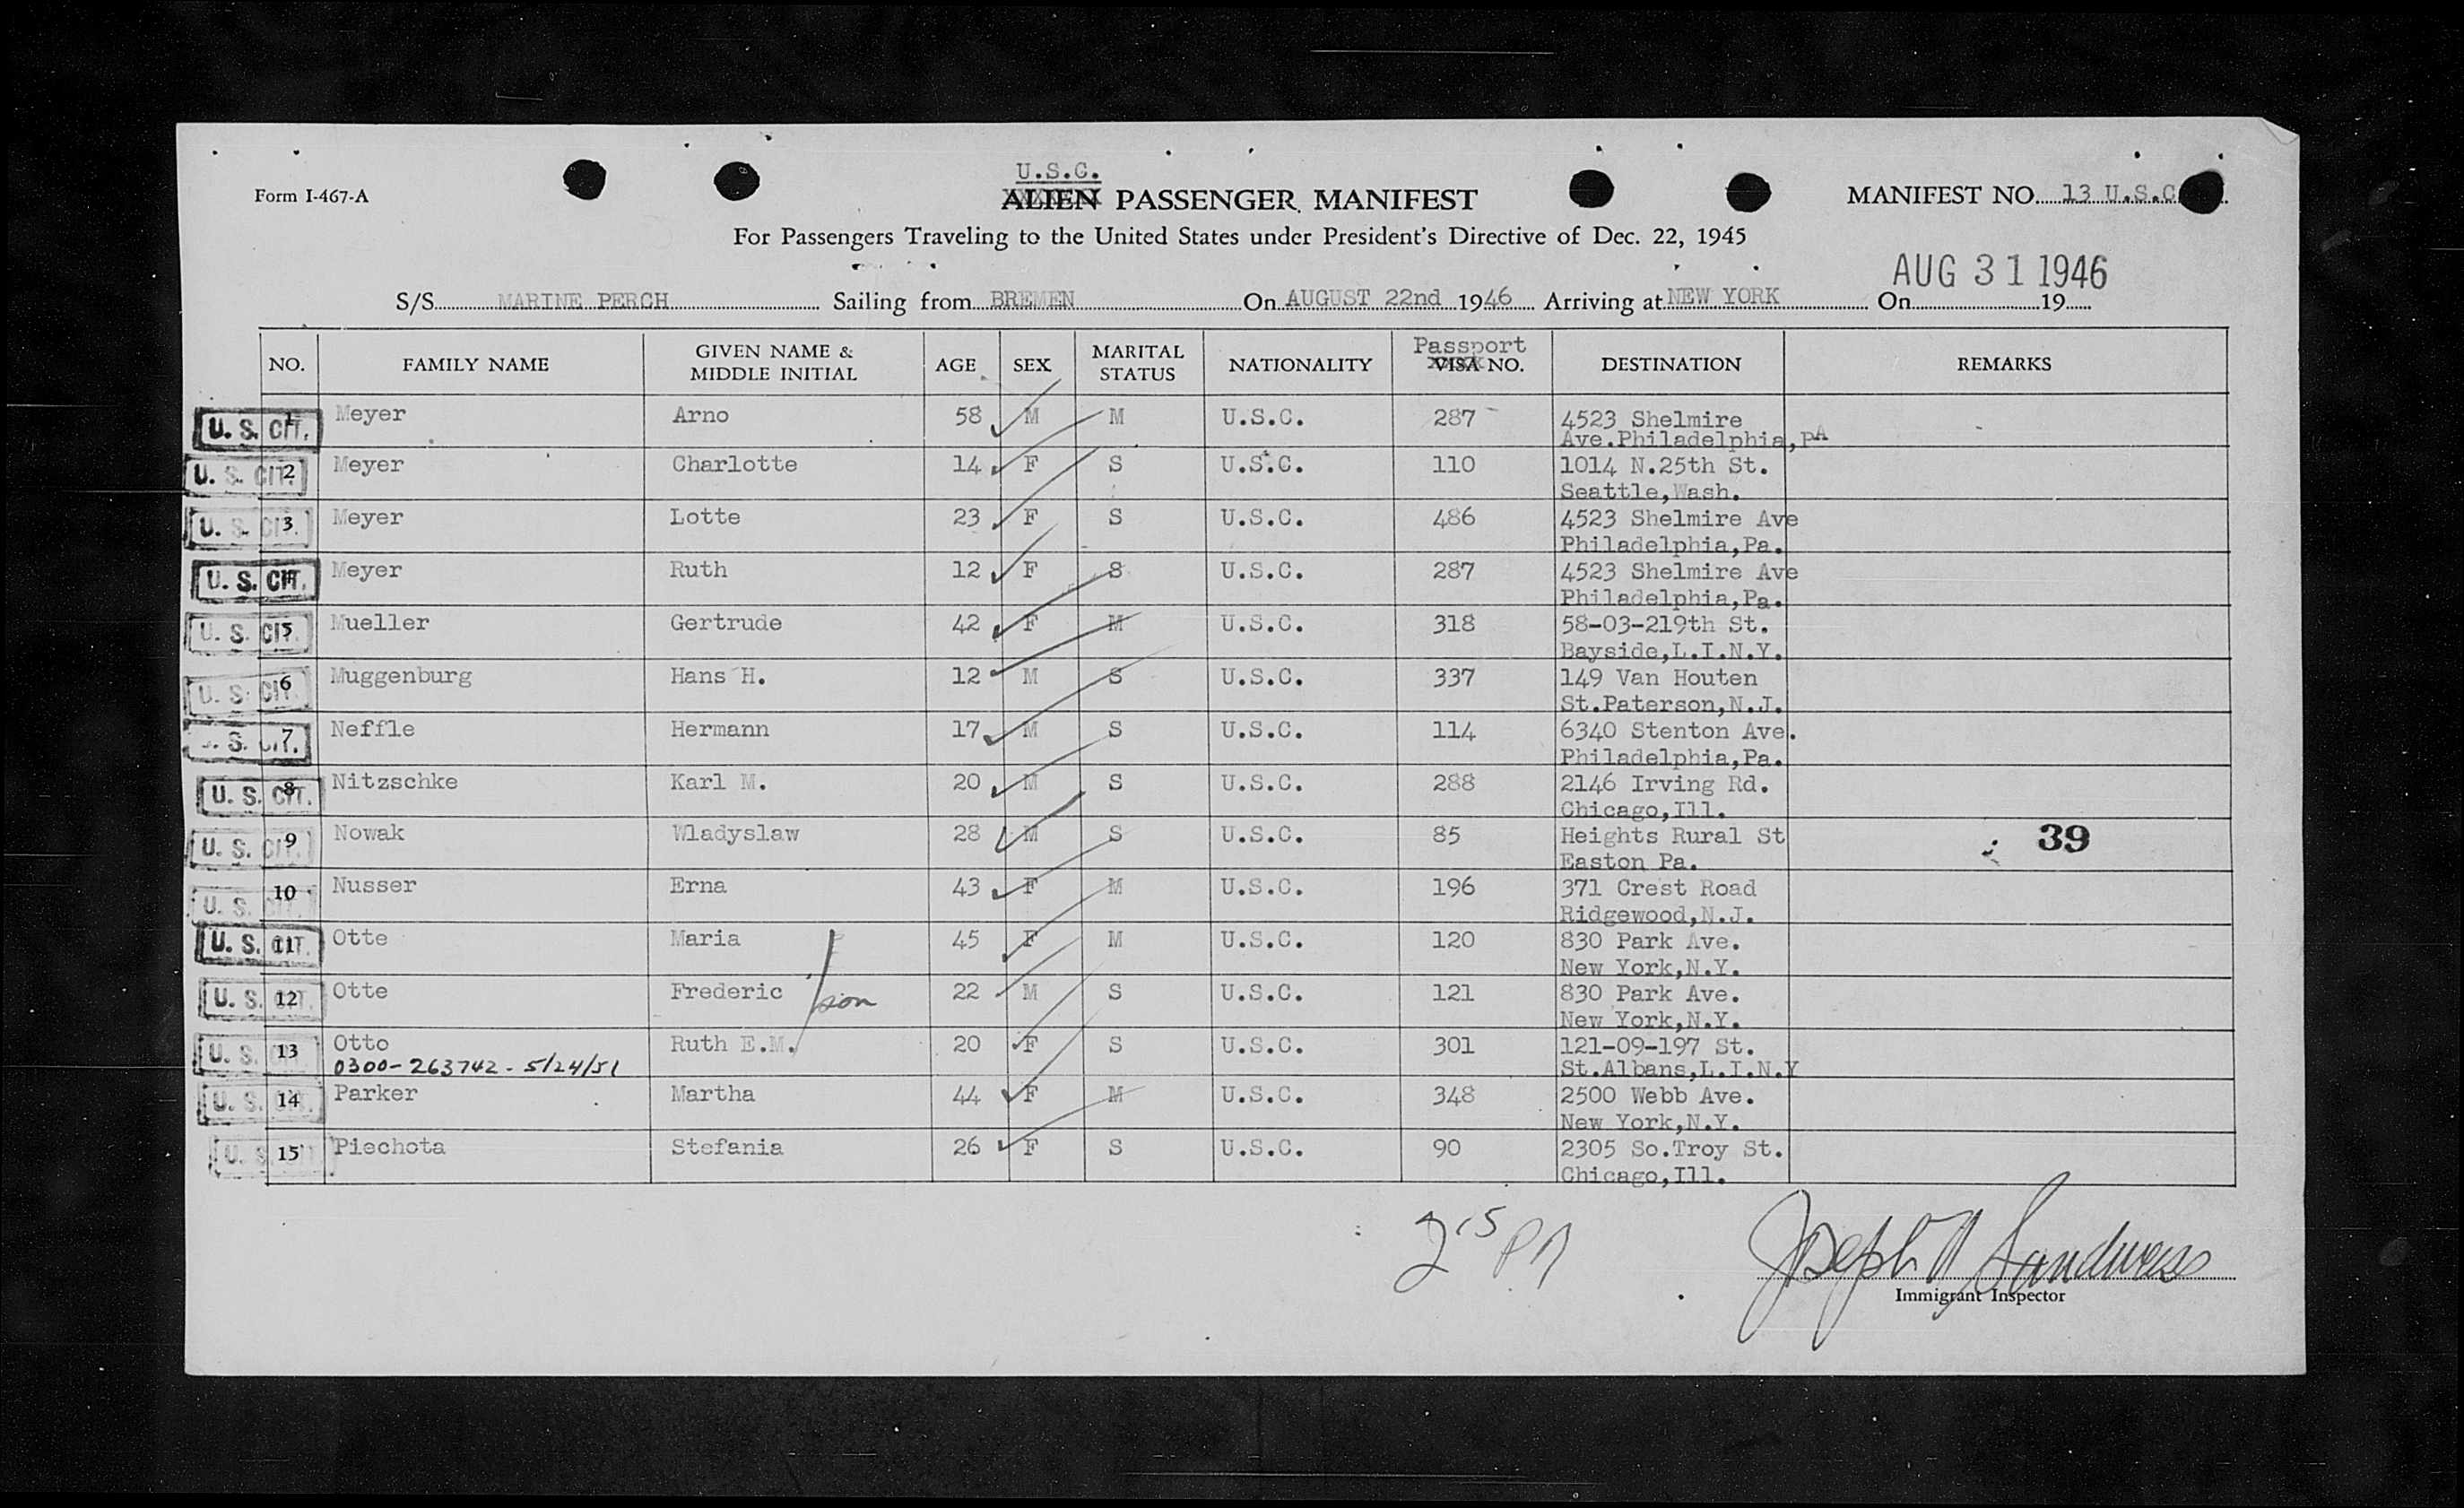 Form I-467-A
U.S.C.
ALIEN PASSENGER MANIFEST
MANIFEST NO. 13 U.S.C.
For Passengers Traveling to the United States under President's Directive of Dec. 22, 1945
AUG 31 1946
S/S MARINE PERCH Sailing from BREMEN On AUGUST 22nd 1946 Arriving at NEW YORK On 19
NO. FAMILY NAME GIVEN NAME & MIDDLE INITIAL AGE SEX MARITAL STATUS NATIONALITY Passport VISA NO. DESTINATION REMARKS
U. S. CIT. 1 Meyer Arno 58 M M U.S.C. 287 4523 Shelmire
Ave.Philadelphia,PA
U. S. CIT. 2 Meyer Charlotte 14 F S U.S.C. 110 1014 N.25th St.
Seattle,Wash.
U. S. CIT. 3 Meyer Lotte 23 F S U.S.C. 486 4523 Shelmire Ave
Philadelphia,Pa.
U. S. CIT. 4 Meyer Ruth 12 F S U.S.C. 287 4523 Shelmire Ave
Philadelphia,Pa.
U. S. CIT. 5 Mueller Gertrude 42 F M U.S.C. 318 58-03-219th St.
Bayside,L.I.N.Y.
U. S. CIT. 6 Muggenburg Hans H. 12 M S U.S.C. 337 149 Van Houten
St.Paterson,N.J.
U. S. CIT. 7 Neffle Hermann 17 M S U.S.C. 114 6340 Stenton Ave.
Philadelphia,Pa.
U. S. CIT. 8 Nitzschke Karl M. 20 M S U.S.C. 288 2146 Irving Rd.
Chicago,Ill.
U. S. CIT. 9 Nowak Wladyslaw 28 M S U.S.C. 85 Heights Rural St 39
Easton Pa.
U. S. CIT. 10 Nusser Erna 43 F M U.S.C. 196 371 Crest Road
Ridgewood,N.J.
U. S. CIT. 11 Otte Maria 45 F M U.S.C. 120 830 Park Ave.
New York,N.Y.
U. S. CIT. 12 Otte Frederic son 22 M S U.S.C. 121 830 Park Ave.
New York,N.Y.
U. S. CIT. 13 Otto Ruth E.M. 20 F S U.S.C. 301 121-09-197 St.
0300-263742 - 5/24/51 St.Albans,L.I.N.Y
U. S. CIT. 14 Parker Martha 44 F M U.S.C. 348 2500 Webb Ave.
New York,N.Y.
U. S. CIT. 15 Piechota Stefania 26 F S U.S.C. 90 2305 So.Troy St.
Chicago,Ill.
2 15 PM
Joseph
Immigrant Inspector